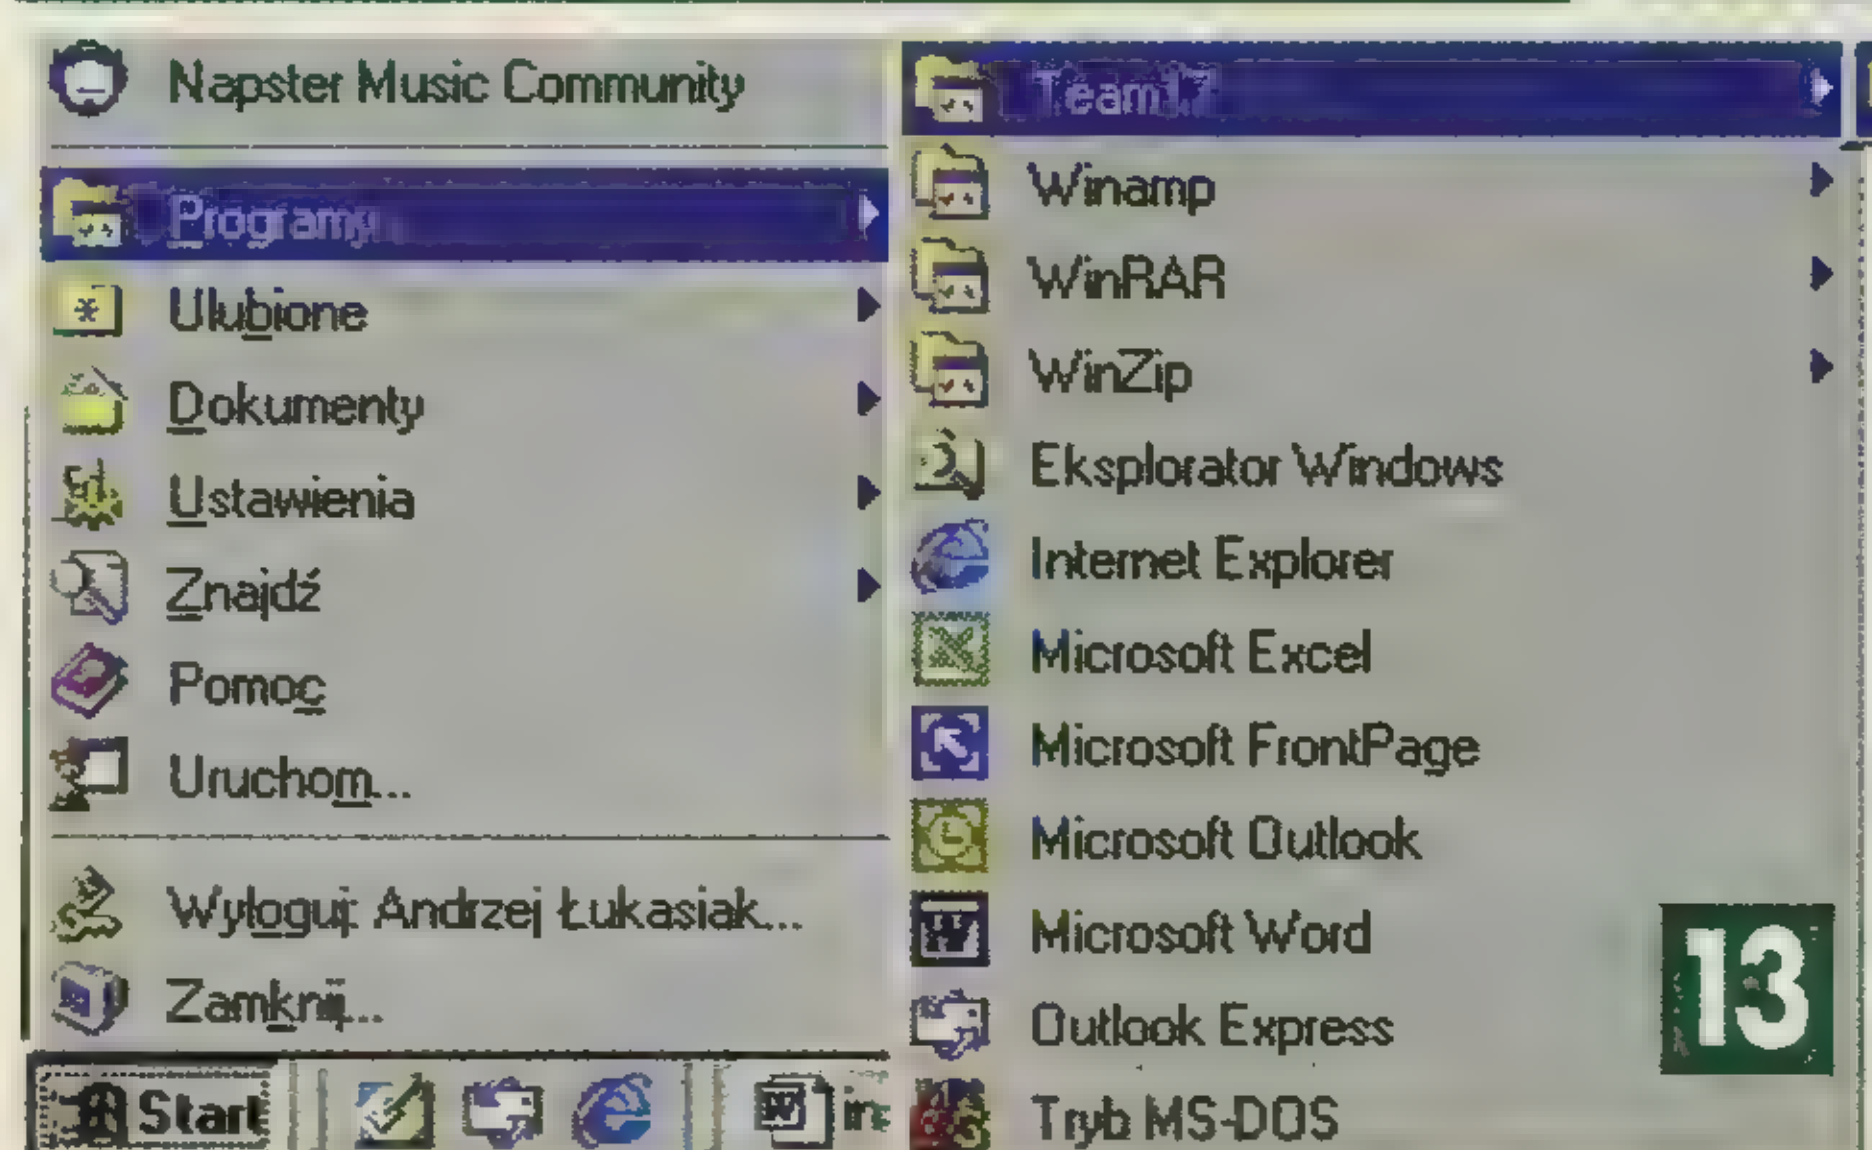 Napster Music Community
Programy
Ulubione
Dokumenty
Ustawienia
Znajdź
Pomoc
Uruchom...
Wyloguj: Andrzej Łukasiak...
Zamknij...
Start
Team17
Winamp
WinRAR
WinZip
Eksplorator Windows
Internet Explorer
Microsoft Excel
Microsoft FrontPage
Microsoft Outlook
Microsoft Word
Outlook Express
Tryb MS-DOS
13